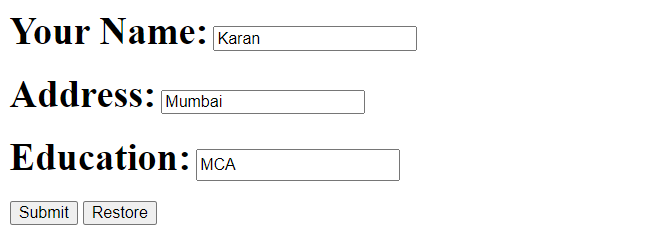 Your Name: Karan
Address: Mumbai
Education: MCA
Submit Restore